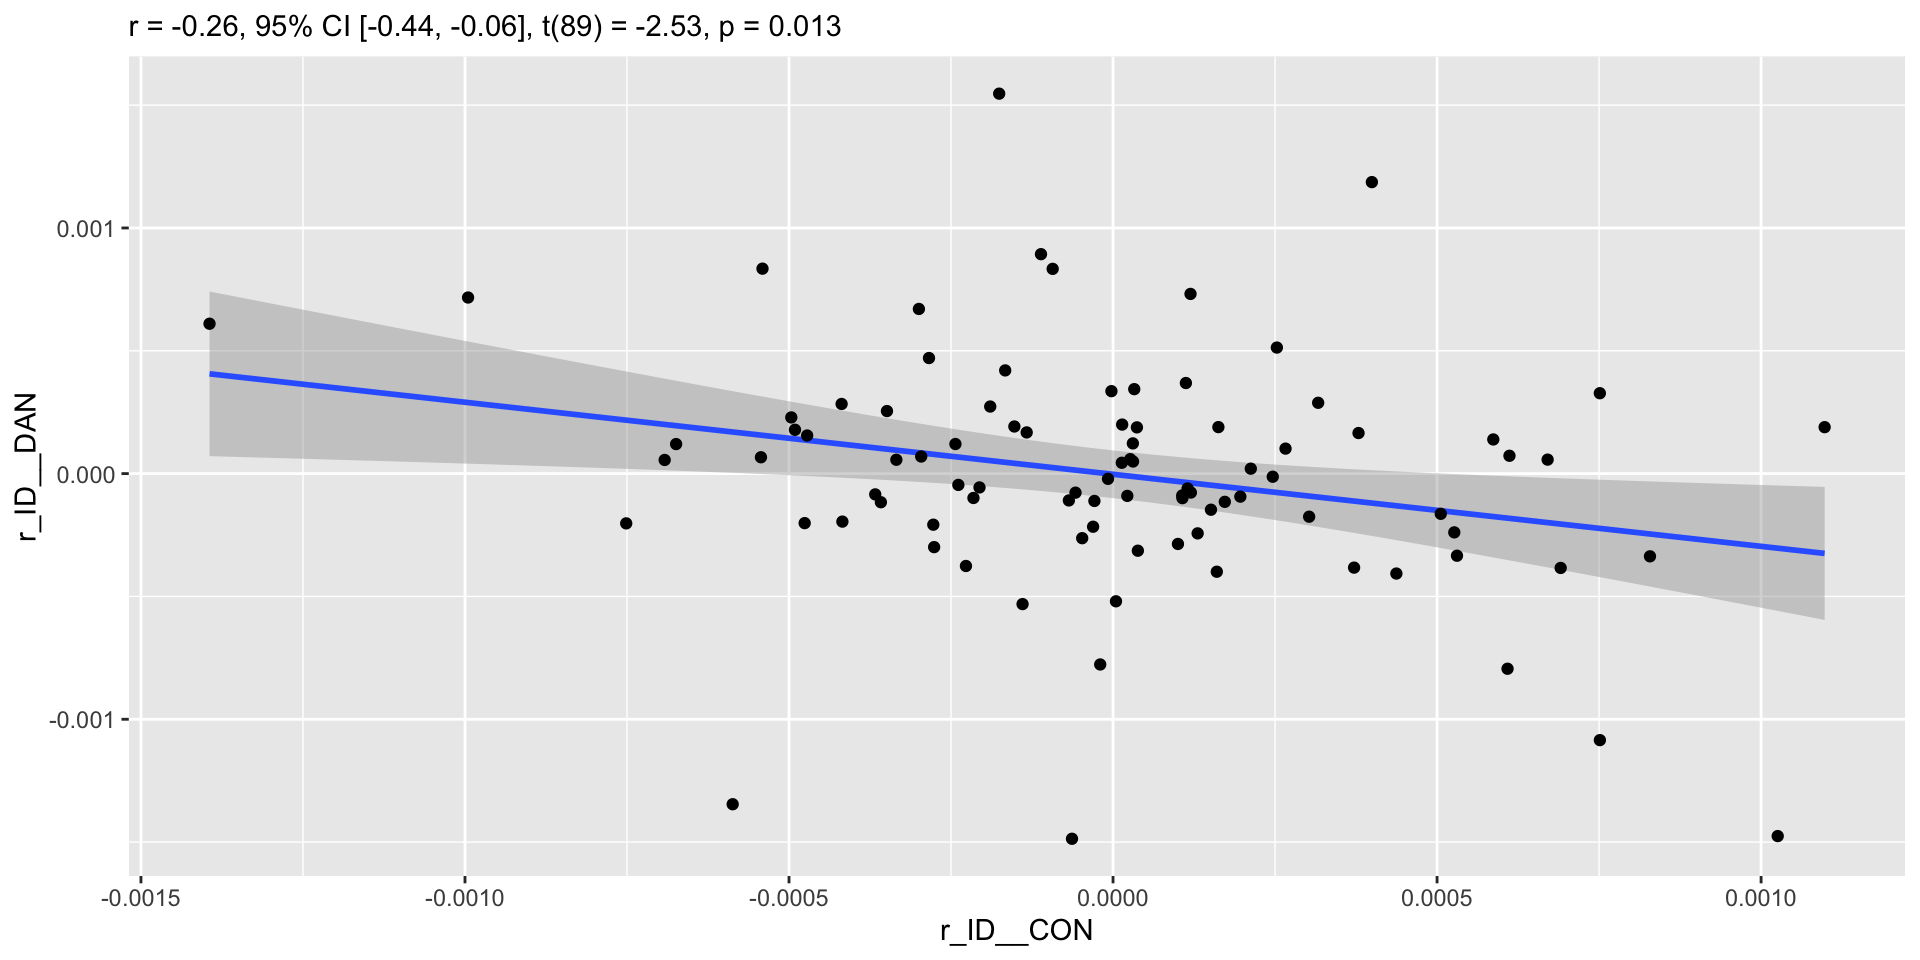 r = -0.26, 95% CI [-0.44, -0.06], t(89) = -2.53, p = 0.013
0.001
0.000
-0.001
r_ID__DAN
-0.0015 -0.0010 -0.0005 0.0000 0.0005 0.0010
r_ID__CON